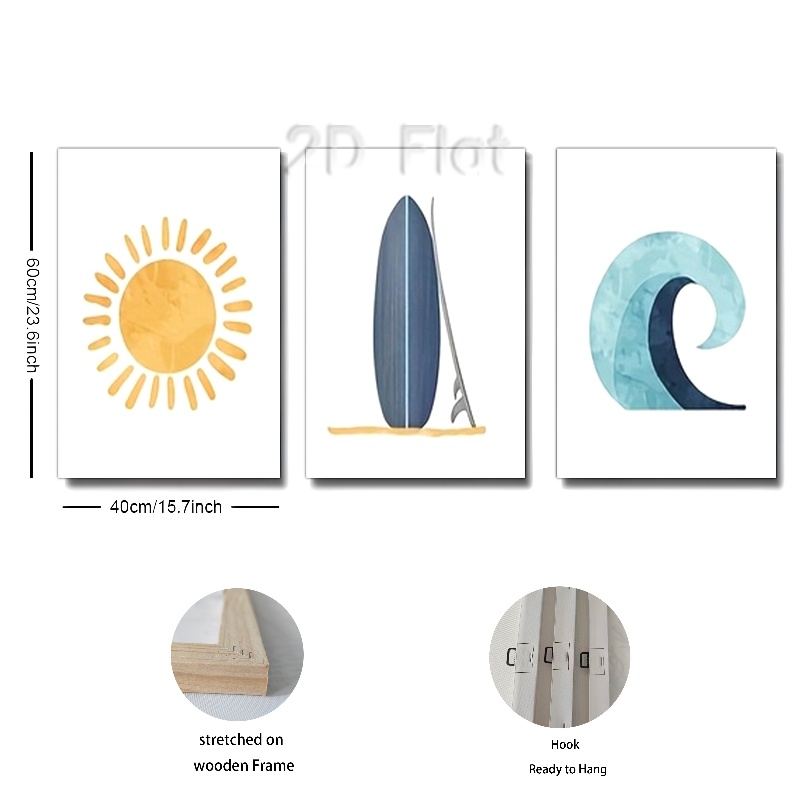 2D Flat
60cm/23.6inch
40cm/15.7inch
stretched on
wooden Frame
Hook
Ready to Hang